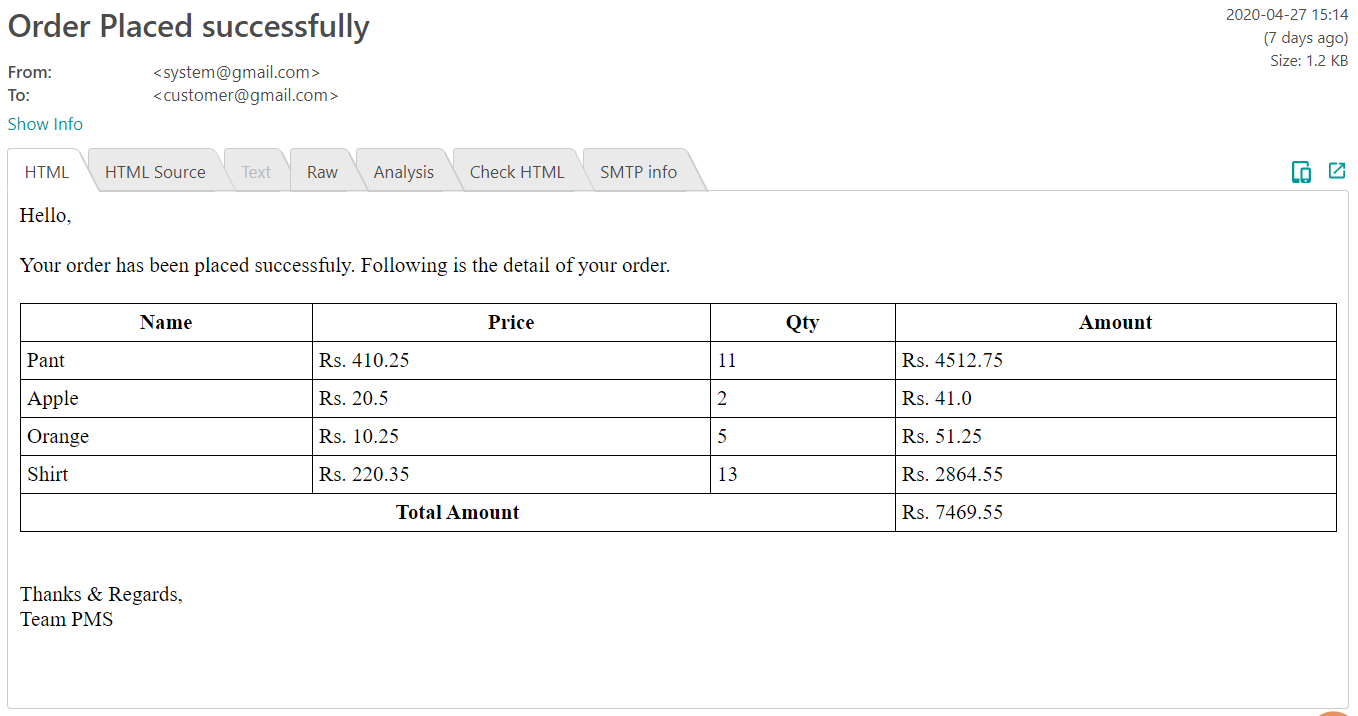 Order Placed successfully
2020-04-27 15:14
(7 days ago)
Size: 1.2 KB
From: <system@gmail.com>
To: <customer@gmail.com>
Show Info
HTML HTML Source Text Raw Analysis Check HTML SMTP info
Hello,
Your order has been placed successfuly. Following is the detail of your order.
Name Price Qty Amount
Pant Rs. 410.25 11 Rs. 4512.75
Apple Rs. 20.5 2 Rs. 41.0
Orange Rs. 10.25 5 Rs. 51.25
Shirt Rs. 220.35 13 Rs. 2864.55
Total Amount Rs. 7469.55
Thanks & Regards,
Team PMS